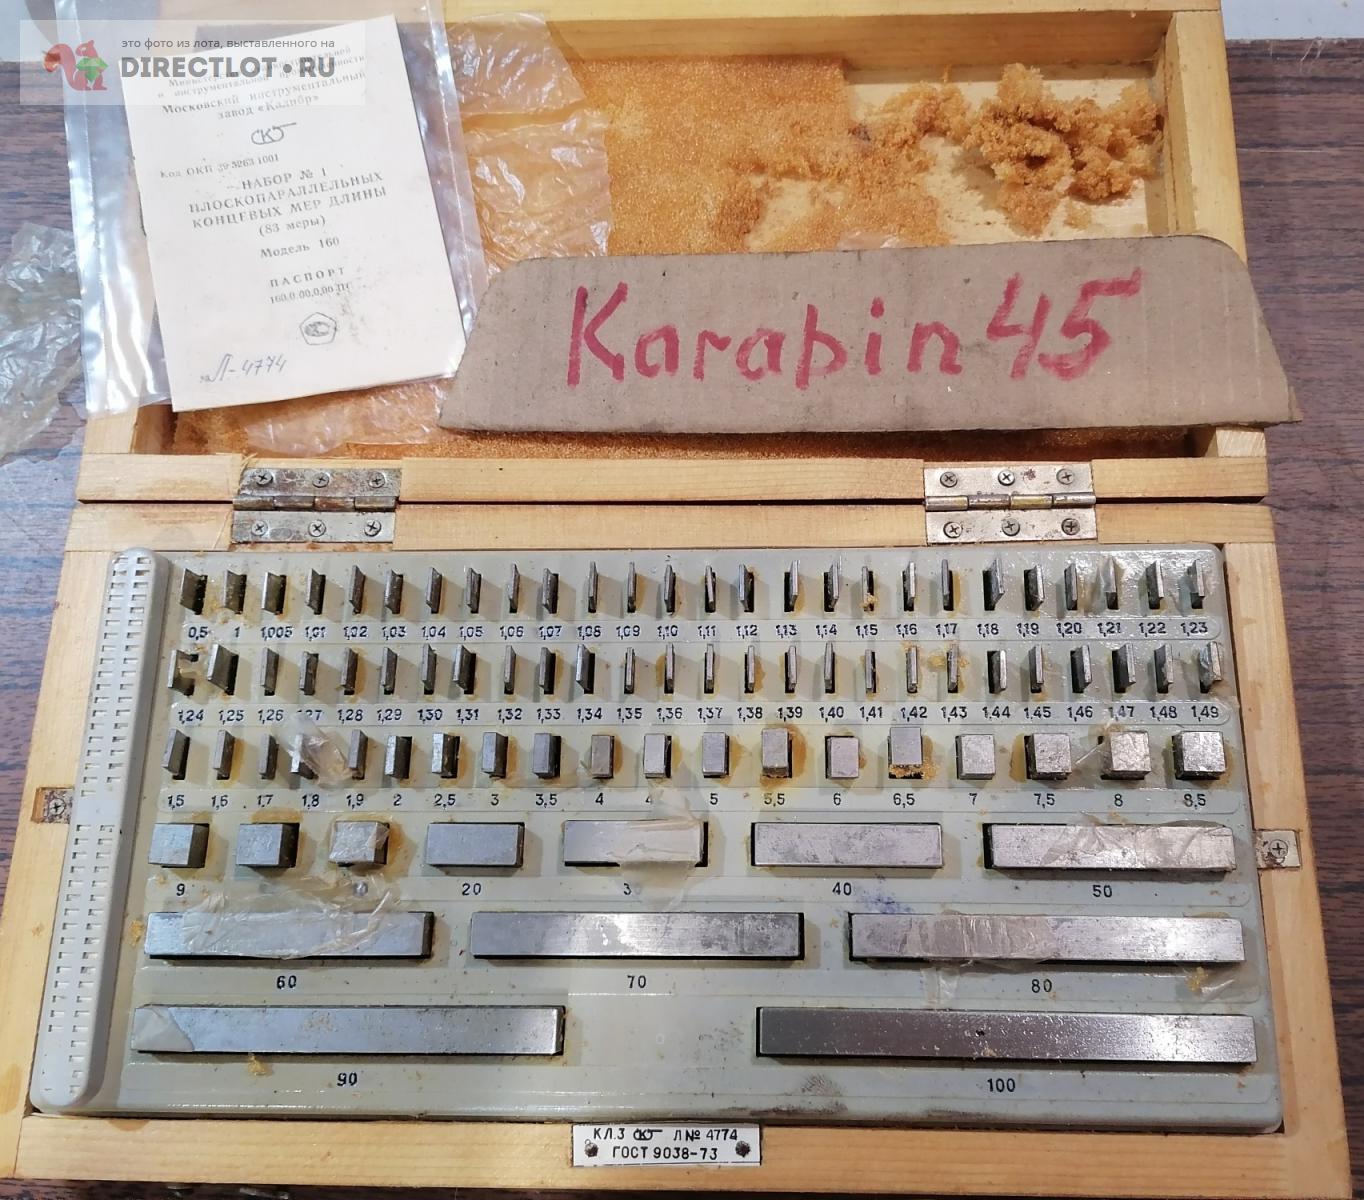 это фото из лота, выставленного на
DIRECTLOT.RU
Московский инструментальный
завод «Калибр»
Код ОКП 39 5263 1001
НАБОР № 1
ПЛОСКОПАРАЛЛЕЛЬНЫХ
КОНЦЕВЫХ МЕР ДЛИНЫ
(83 меры)
Модель 160
ПАСПОРТ
Л-4774
Karabin 45
0,5 1 1,005 1,01 1,02 1,03 1,04 1,05 1,06 1,07 1,08 1,09 1,10 1,11 1,12 1,13 1,14 1,15 1,16 1,17 1,18 1,19 1,20 1,21 1,22 1,23
1,24 1,25 1,26 1,27 1,28 1,29 1,30 1,31 1,32 1,33 1,34 1,35 1,36 1,37 1,38 1,39 1,40 1,41 1,42 1,43 1,44 1,45 1,46 1,47 1,48 1,49
1,5 1,6 1,7 1,8 1,9 2 2,5 3 3,5 4 4 5 5,5 6 6,5 7 7,5 8 8,5
9 20 30 40 50
60 70 80
90 100
КЛ.3 СКТ Л № 4774
ГОСТ 9038-73